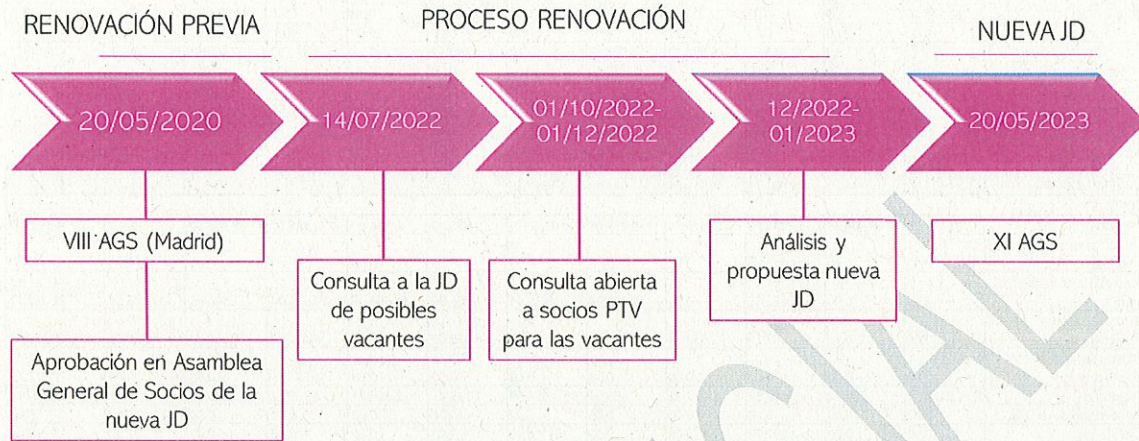 RENOVACIÓN PREVIA
PROCESO RENOVACIÓN
NUEVA JD
20/05/2020
14/07/2022
01/10/2022-
01/12/2022
12/2022-
01/2023
20/05/2023
VIII AGS (Madrid)
Aprobación en Asamblea
General de Socios de la
nueva JD
Consulta a la JD
de posibles
vacantes
Consulta abierta
a socios PTV
para las vacantes
Análisis y
propuesta nueva
JD
XI AGS
CIAL